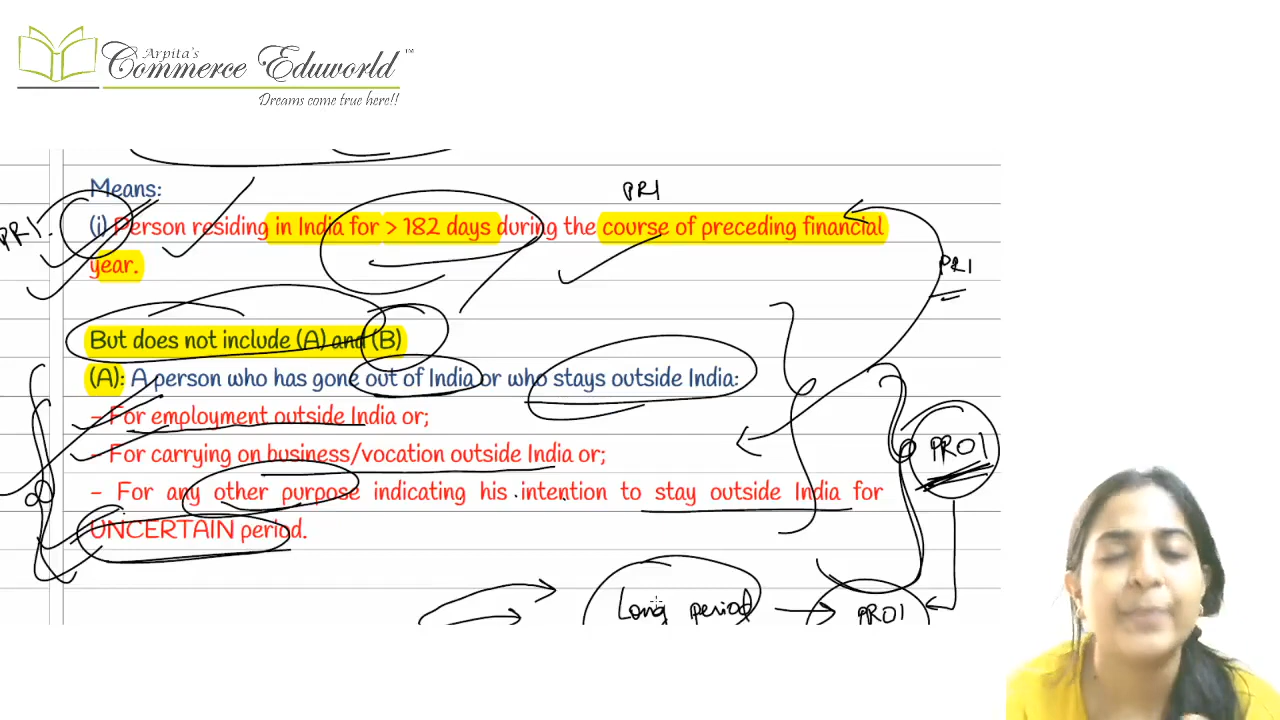 Arpita's
Commerce Eduworld™
Dreams come true here!!
Means:
PR1
(i) Person residing in India for > 182 days during the course of preceding financial
PR1.
year.
PR1
But does not include (A) and (B)
(A): A person who has gone out of India or who stays outside India:
- For employment outside India or;
- For carrying on business/vocation outside India or;
PRO1
- For any other purpose indicating his intention to stay outside India for
UNCERTAIN period.
Long period
PRO1